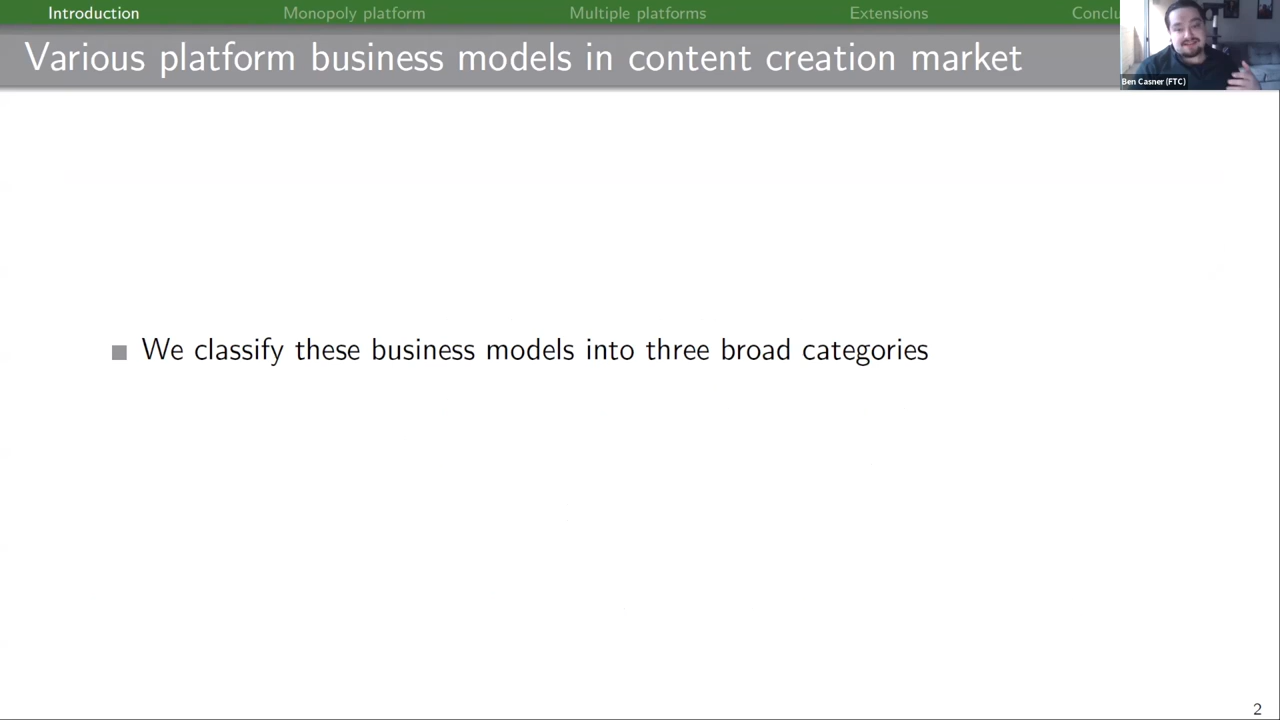 Introduction
Monopoly platform
Multiple platforms
Extensions
Conclu
Various platform business models in content creation market
Ben Casner (FTC)
We classify these business models into three broad categories
2